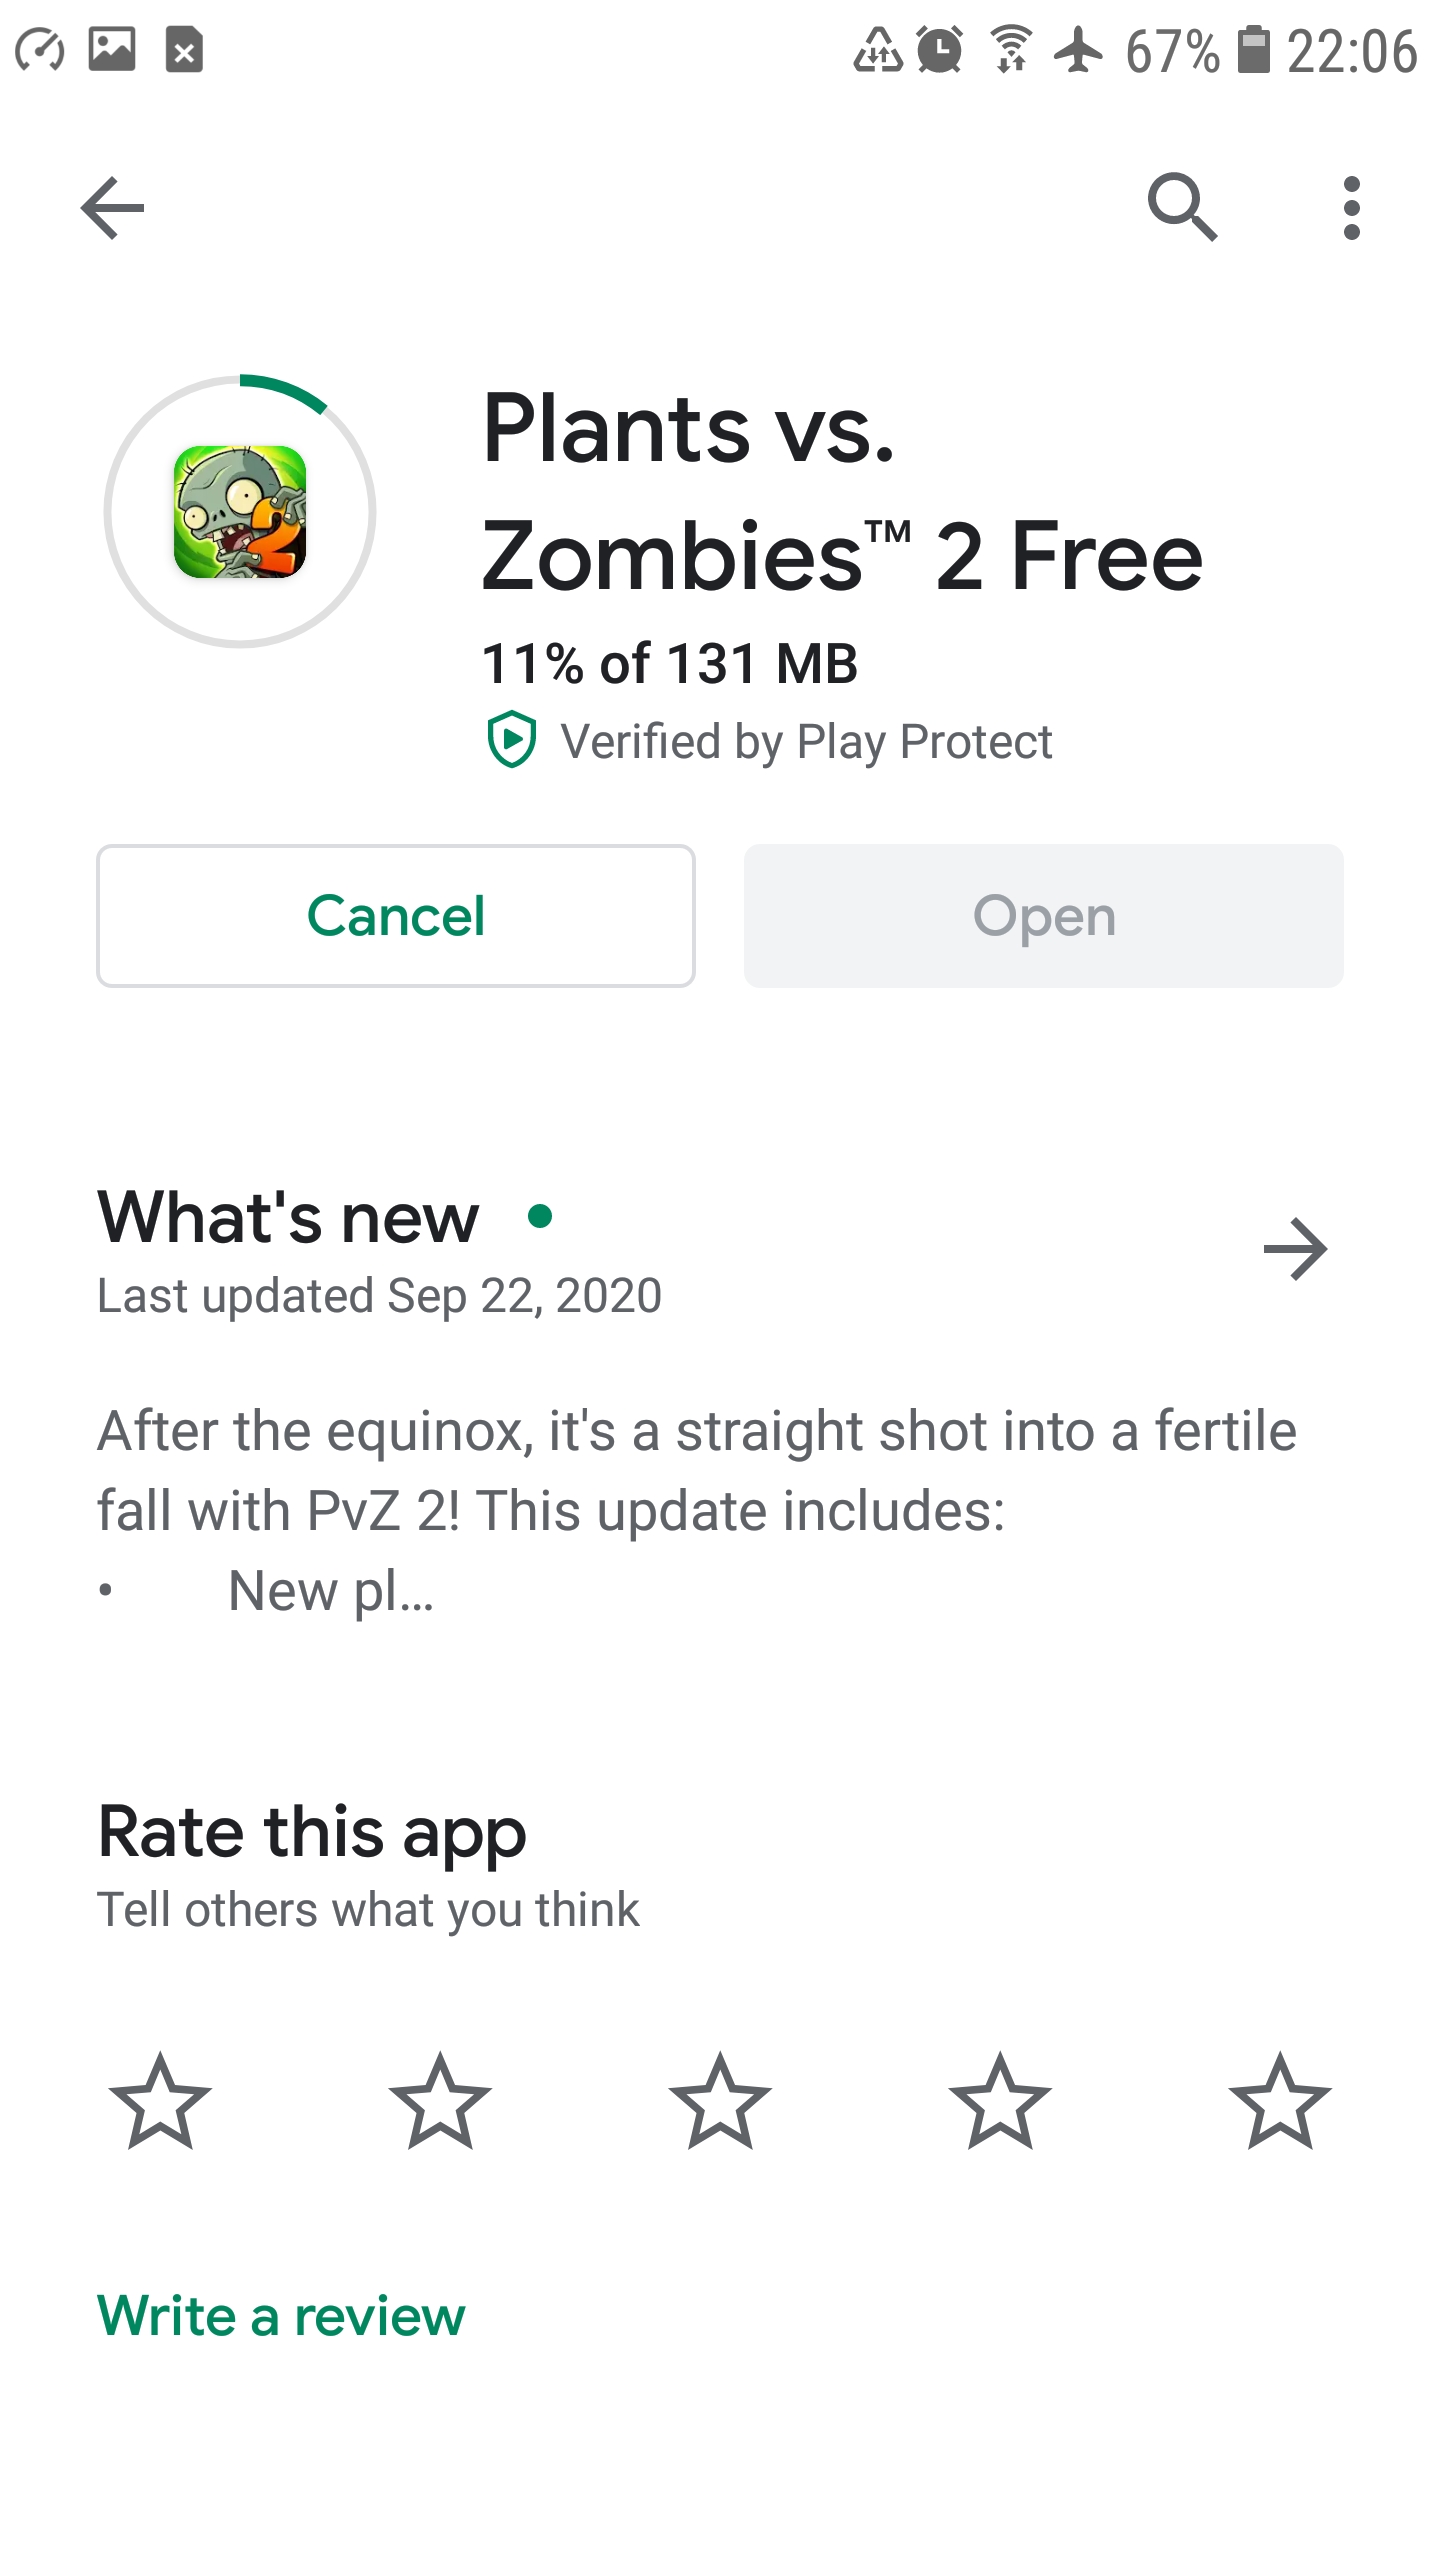 67% 22:06
Plants vs.
Zombies™ 2 Free
11% of 131 MB
Verified by Play Protect
Cancel
Open
What's new
Last updated Sep 22, 2020
After the equinox, it's a straight shot into a fertile
fall with PvZ 2! This update includes:
• New pl…
Rate this app
Tell others what you think
Write a review